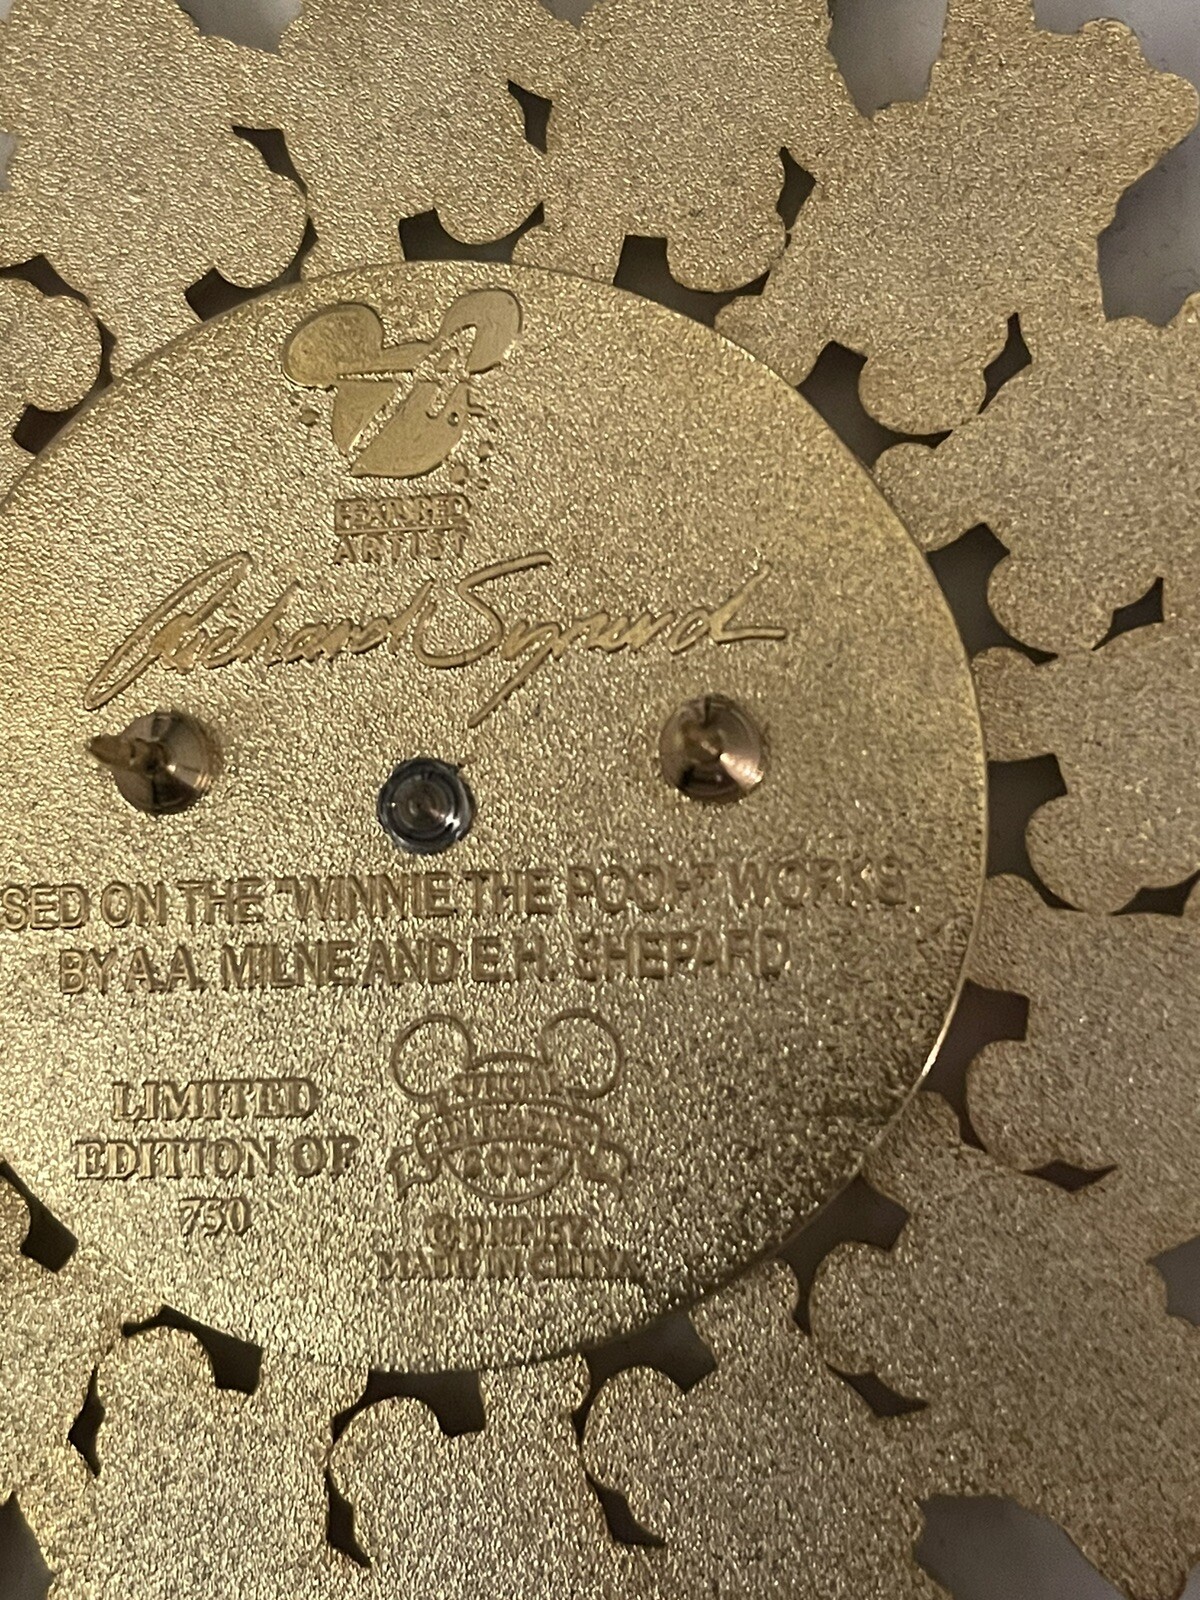 FEATURED
ARTIST
Richard
SED ON THE "WINNIE THE POOH" WORKS
BY A.A. MILNE AND E.H. SHEPARD
LIMITED
EDITION OF
750
©DISNEY
MADE IN CHINA